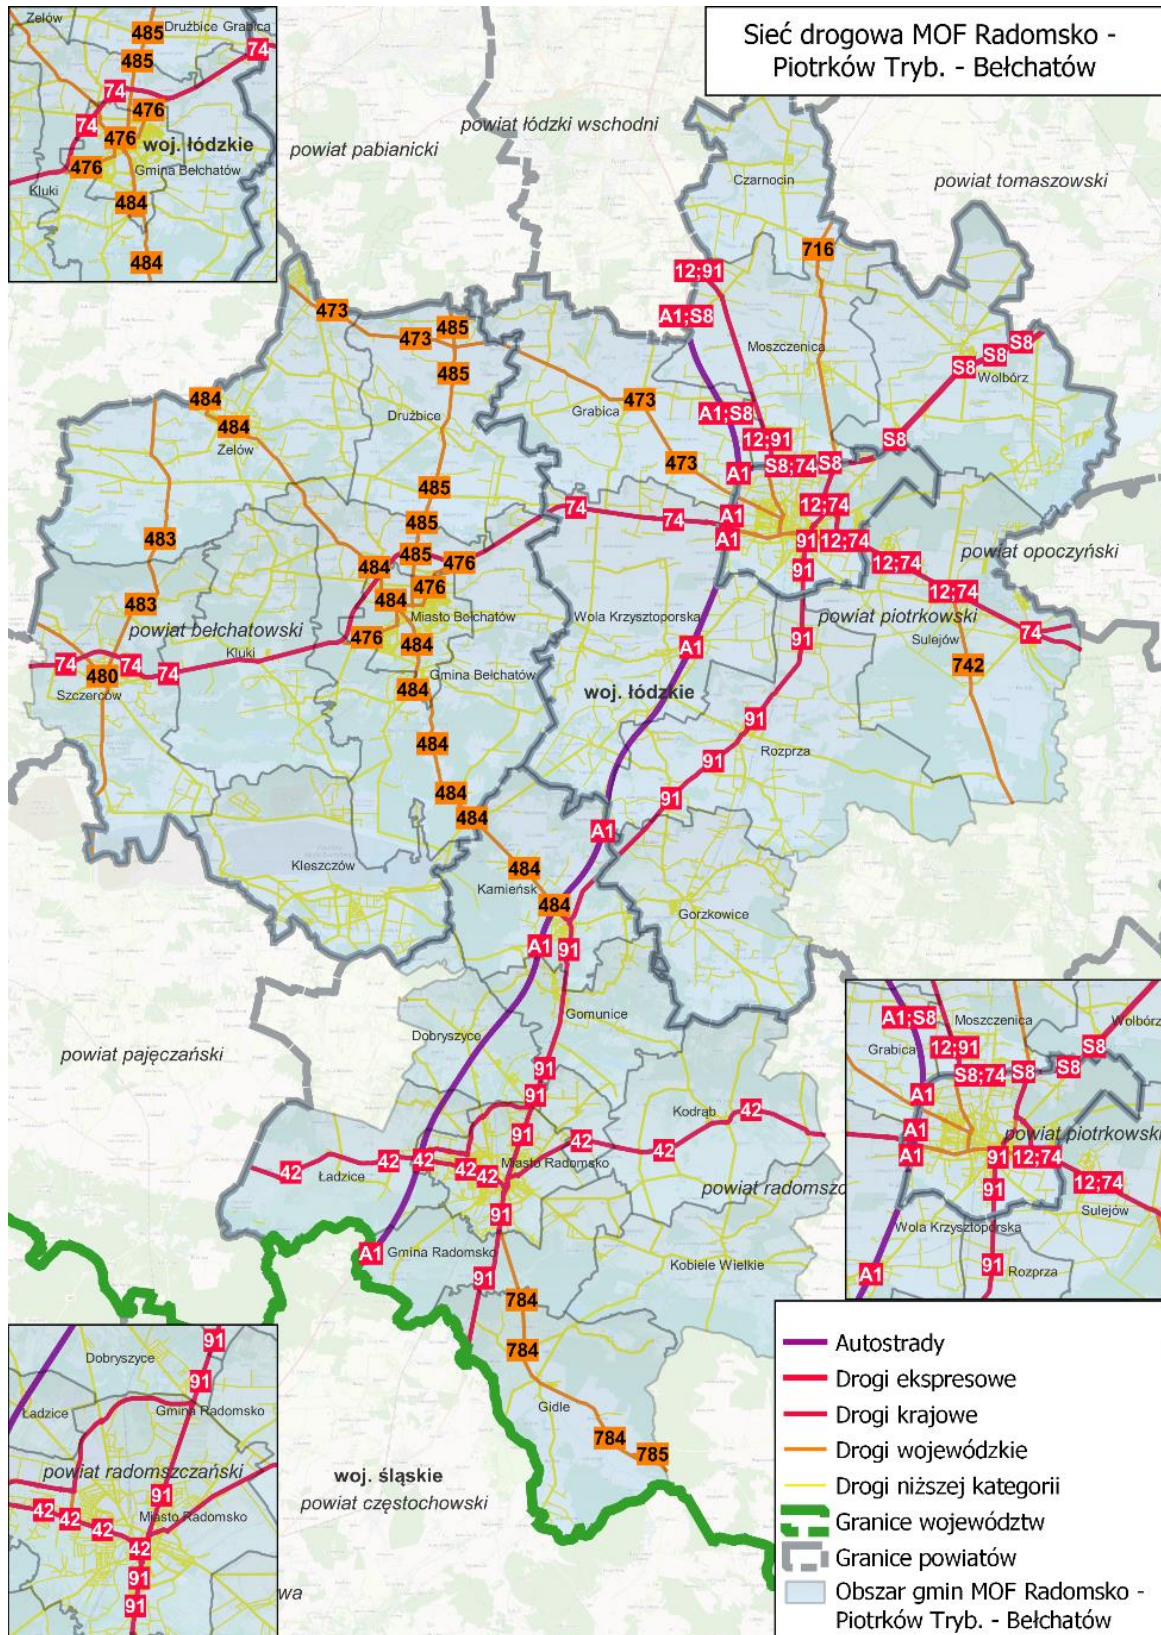 Sieć drogowa MOF Radomsko -
Piotrków Tryb. - Bełchatów
Zelów
485
Drużbice Grabica
74
485
74
476
74
476
woj. łódzkie
476
Gmina Bełchatów
Kluki
484
484
powiat łódzki wschodni
powiat pabianicki
Czarnocin
powiat tomaszowski
716
12;91
A1;S8
473
485
473
Moszczenica
S8
S8
S8
Wolbórz
485
484
473
A1;S8
Grabica
Drużbice
484
Zelów
12;91
S8
473
S8;74
S8
A1
485
74
12;74
485
74
A1
483
A1
91
12;74
powiat opoczyński
485
476
12;74
484
91
476
12;74
484
483
Miasto Bełchatów
Wola Krzysztoporska
powiat piotrkowski
powiat bełchatowski
476
484
91
Sulejów
74
Kluki
A1
74
74
74
480
Gmina Bełchatów
742
Szczerców
484
woj. łódzkie
91
484
Rozprza
91
484
91
484
A1
Kleszczów
484
Kamieńsk
484
Gorzkowice
A1
91
Gomunice
Dobryszyce
powiat pajęczański
91
91
Kodrąb
42
91
42
42
42
42
42
42
42
Miasto Radomsko
Ładzice
powiat radomszc
91
Gmina Radomsko
A1
91
Kobiele Wielkie
784
784
Gidle
784
785
woj. śląskie
powiat częstochowski
wa
A1;S8
Moszczenica
Wolbórz
Grabica
12;91
S8
S8;74
S8
S8
A1
A1
powiat piotrkowski
A1
91
12;74
91
12;74
Sulejów
Wola Krzysztoporska
91
A1
Rozprza
91
Dobryszyce
91
Ładzice
Gmina Radomsko
powiat radomszczański
91
42
42
42
Miasto Radomsko
42
91
91
Autostrady
Drogi ekspresowe
Drogi krajowe
Drogi wojewódzkie
Drogi niższej kategorii
Granice województw
Granice powiatów
Obszar gmin MOF Radomsko -
Piotrków Tryb. - Bełchatów